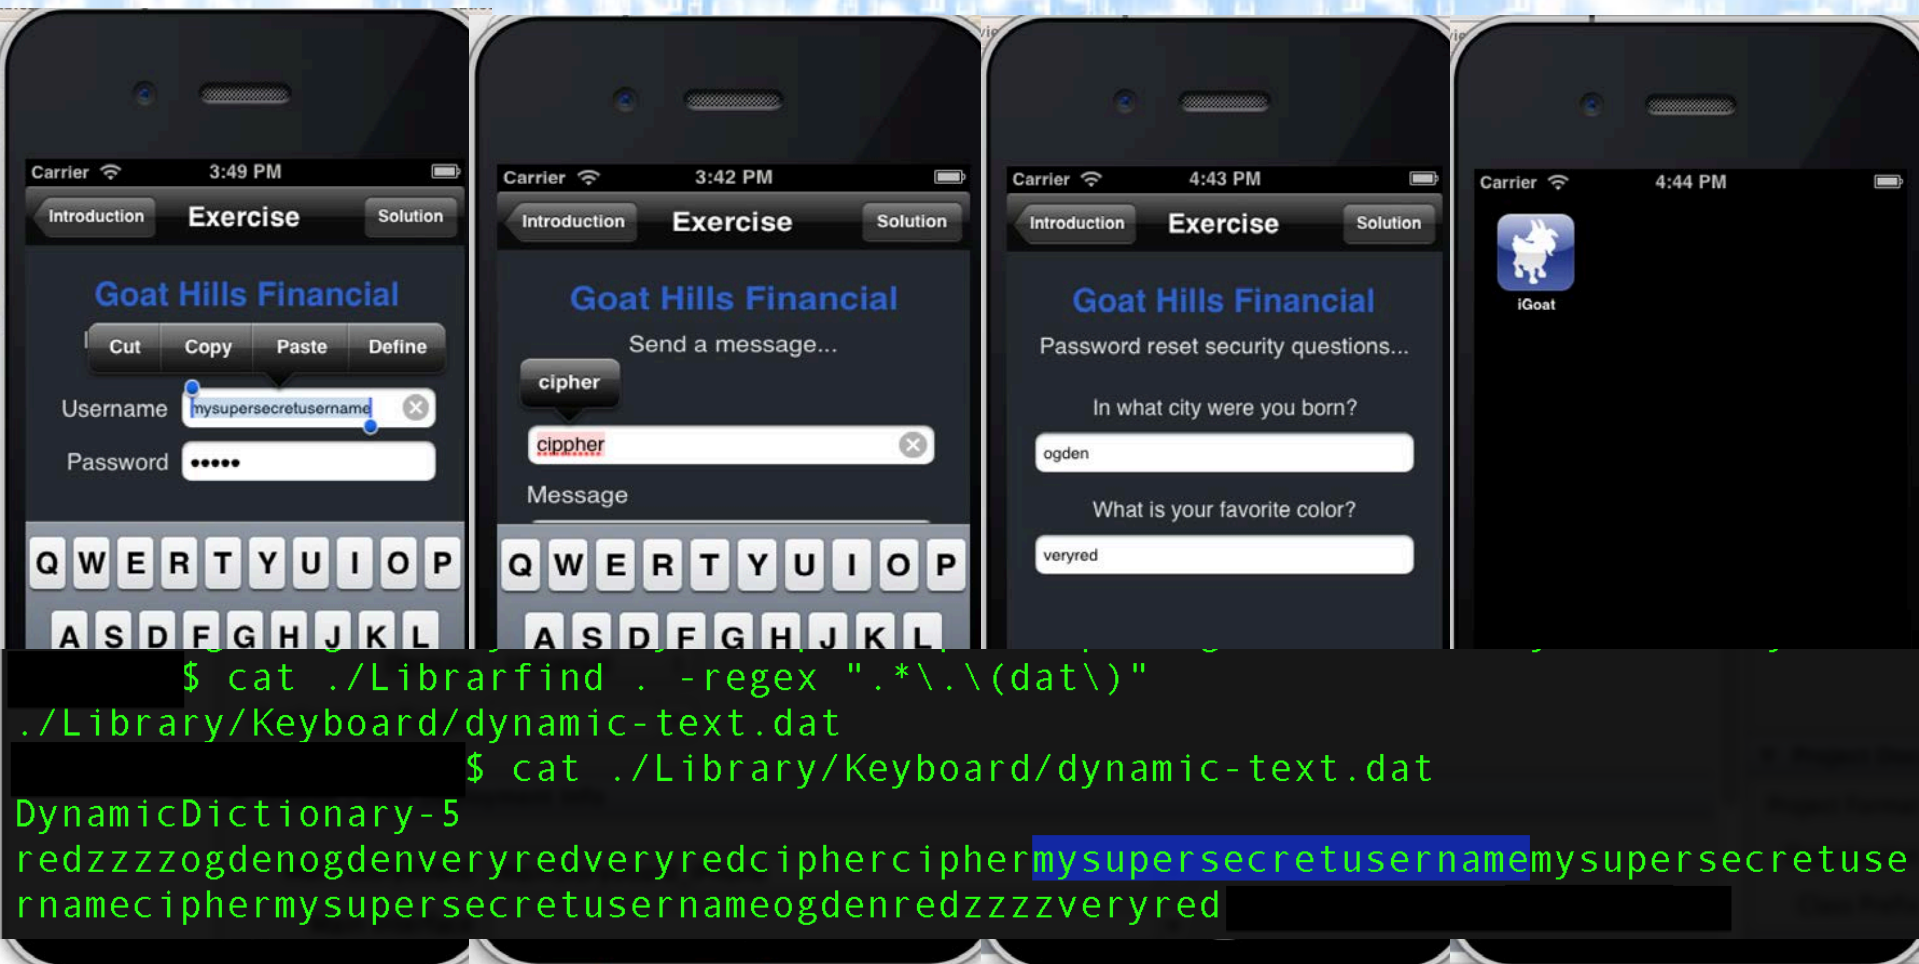 Carrier 3:49 PM
Introduction Exercise Solution
Goat Hills Financial
Cut Copy Paste Define
Username mysupersecretusername
Password •••••
Q W E R T Y U I O P
A S D F G H J K L
Carrier 3:42 PM
Introduction Exercise Solution
Goat Hills Financial
Send a message...
cipher
cippher
Message
Q W E R T Y U I O P
A S D F G H J K L
Carrier 4:43 PM
Introduction Exercise Solution
Goat Hills Financial
Password reset security questions...
In what city were you born?
ogden
What is your favorite color?
veryred
Carrier 4:44 PM
iGoat
$ cat ./Librarfind . -regex ".*\.\(dat\)"
./Library/Keyboard/dynamic-text.dat
$ cat ./Library/Keyboard/dynamic-text.dat
DynamicDictionary-5
redzzzzogdenogdenveryredveryredciphercipher​mysupersecretusernamemysupersecretuse
rnameciphermysupersecretusernameogdenredzzzzveryred